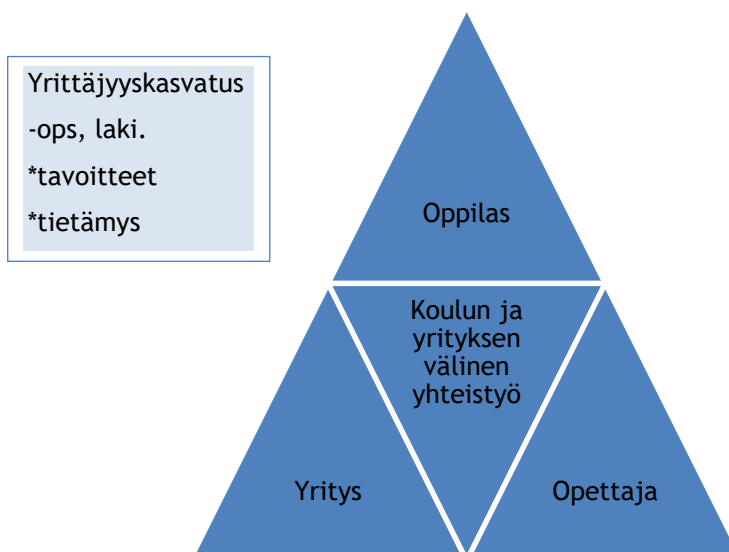 Yrittäjyyskasvatus
-ops, laki.
*tavoitteet
*tietämys
Oppilas
Koulun ja
yrityksen
välinen
yhteistyö
Yritys
Opettaja